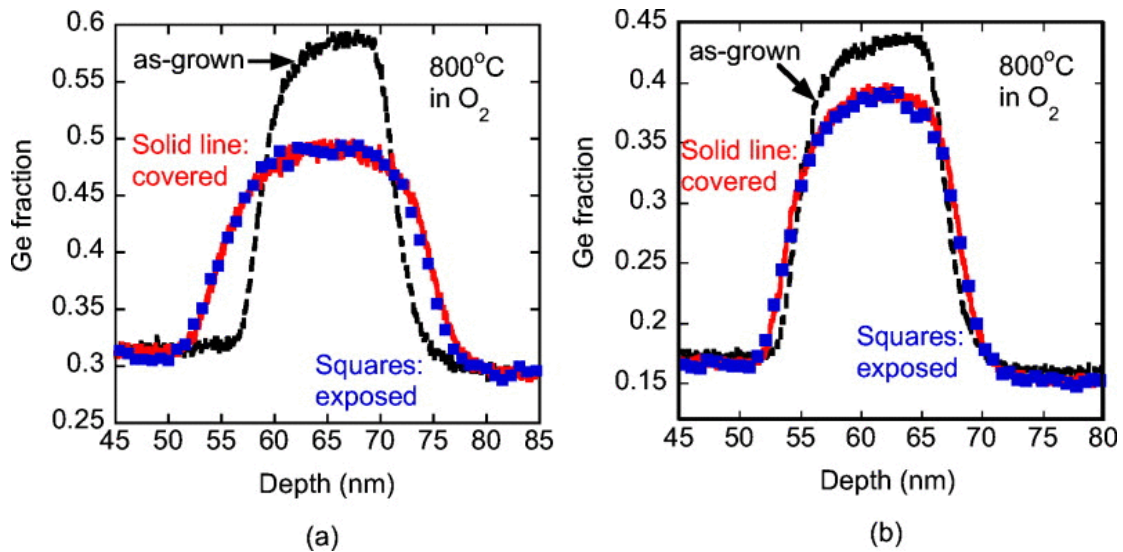 0.6
0.55
0.5
0.45
0.4
0.35
0.3
0.25
Ge fraction
as-grown
800°C
in O2
Solid line:
covered
Squares:
exposed
45 50 55 60 65 70 75 80 85
Depth (nm)
(a)
0.45
0.4
0.35
0.3
0.25
0.2
0.15
Ge fraction
as-grown
800°C
in O2
Solid line:
covered
Squares:
exposed
45 50 55 60 65 70 75 80
Depth (nm)
(b)